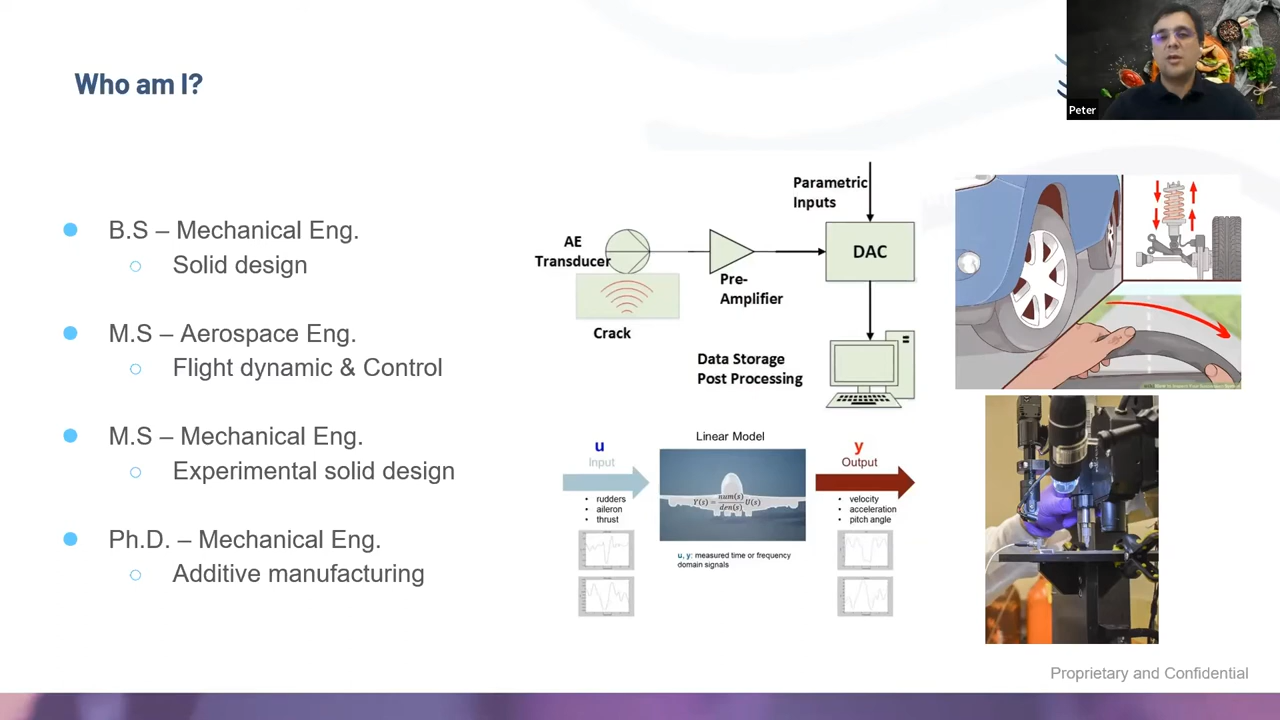 Who am I?
Peter
B.S – Mechanical Eng.
Solid design
M.S – Aerospace Eng.
Flight dynamic & Control
M.S – Mechanical Eng.
Experimental solid design
Ph.D. – Mechanical Eng.
Additive manufacturing
Parametric
Inputs
AE
Transducer
Pre-
Amplifier
DAC
Crack
Data Storage
Post Processing
u
Input
• rudders
• aileron
• thrust
Linear Model
Y(s) = num(s)/den(s) U(s)
u, y: measured time or frequency
domain signals
y
Output
• velocity
• acceleration
• pitch angle
Proprietary and Confidential